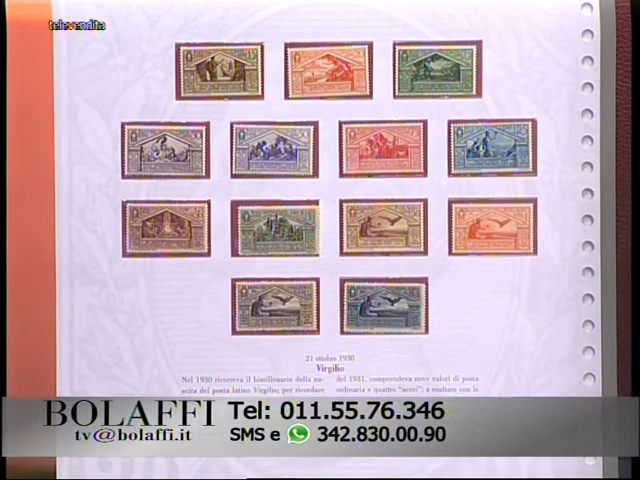 televendita
21 ottobre 1930
Virgilio
Nel 1930 ricorreva il bimillenario della na-
scita del poeta latino Virgilio; per ricordare
del 1931, comprendeva nove valori di posta
ordinaria e quattro "aerei"; a esaltare con le
BOLAFFI
tv@bolaffi.it
Tel: 011.55.76.346
SMS e 342.830.00.90